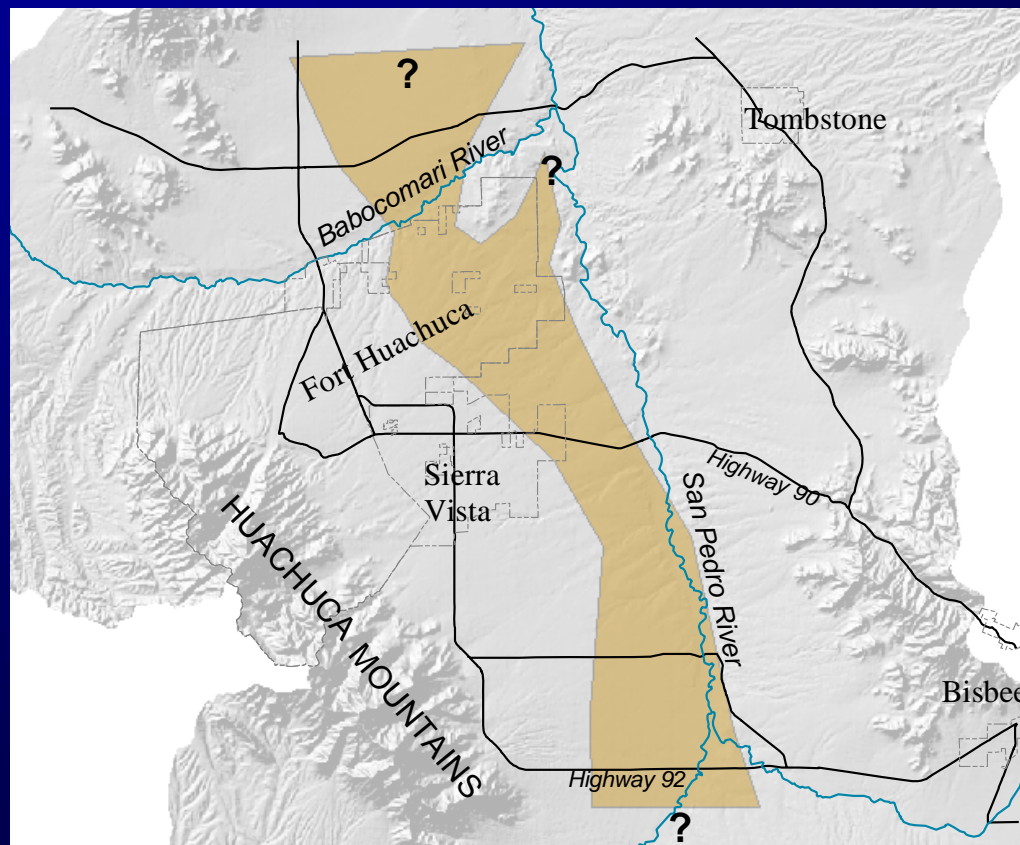 ?
Tombstone
Babocomari River
?
Fort Huachuca
Highway 90
Sierra
Vista
San Pedro River
HUACHUCA MOUNTAINS
Bisbee
Highway 92
?